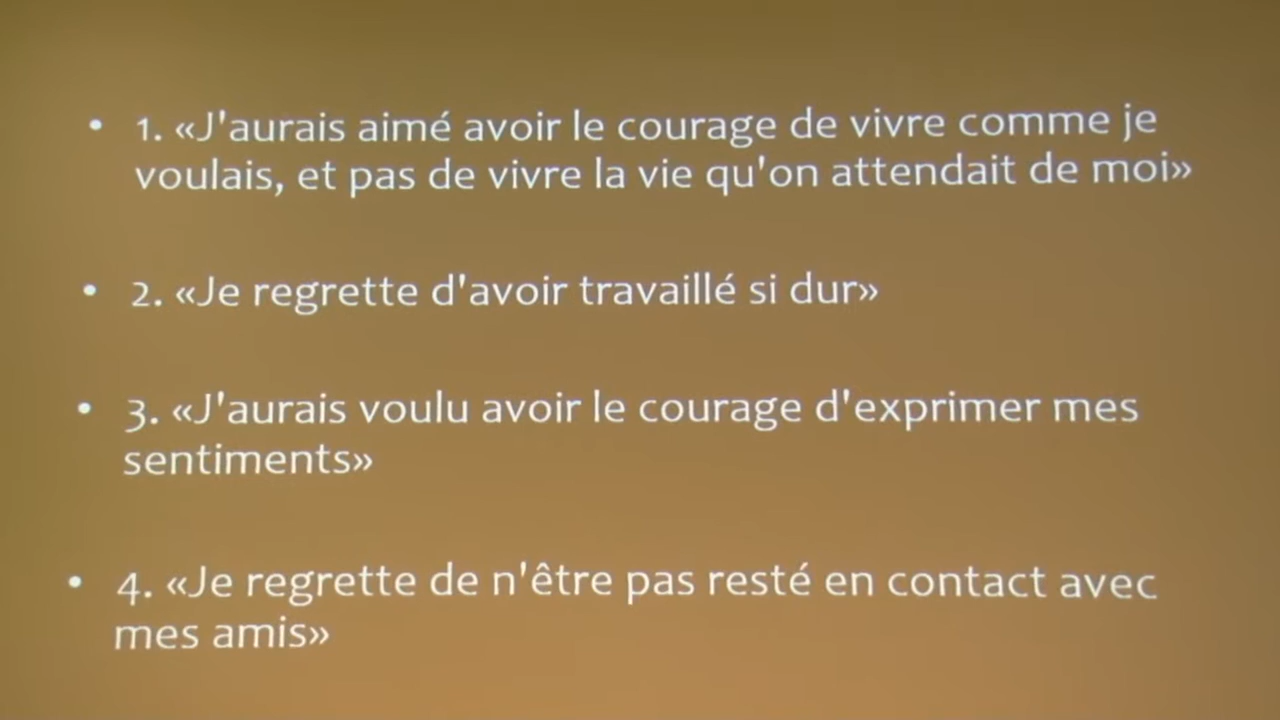 • 1. «J'aurais aimé avoir le courage de vivre comme je
voulais, et pas de vivre la vie qu'on attendait de moi»
• 2. «Je regrette d'avoir travaillé si dur»
• 3. «J'aurais voulu avoir le courage d'exprimer mes
sentiments»
• 4. «Je regrette de n'être pas resté en contact avec
mes amis»